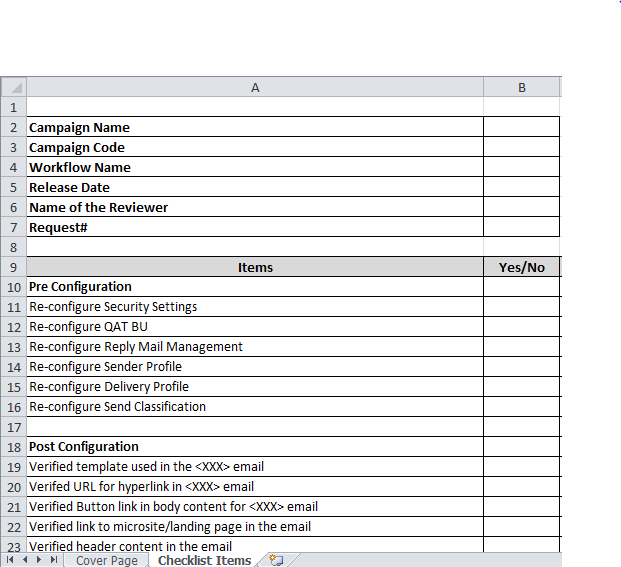 A B
1
2 Campaign Name
3 Campaign Code
4 Workflow Name
5 Release Date
6 Name of the Reviewer
7 Request#
8
9 Items Yes/No
10 Pre Configuration
11 Re-configure Security Settings
12 Re-configure QAT BU
13 Re-configure Reply Mail Management
14 Re-configure Sender Profile
15 Re-configure Delivery Profile
16 Re-configure Send Classification
17
18 Post Configuration
19 Verified template used in the <XXX> email
20 Verifed URL for hyperlink in <XXX> email
21 Verified Button link in body content for <XXX> email
22 Verified link to microsite/landing page in the email
23 Verified header content in the email
Cover Page Checklist Items